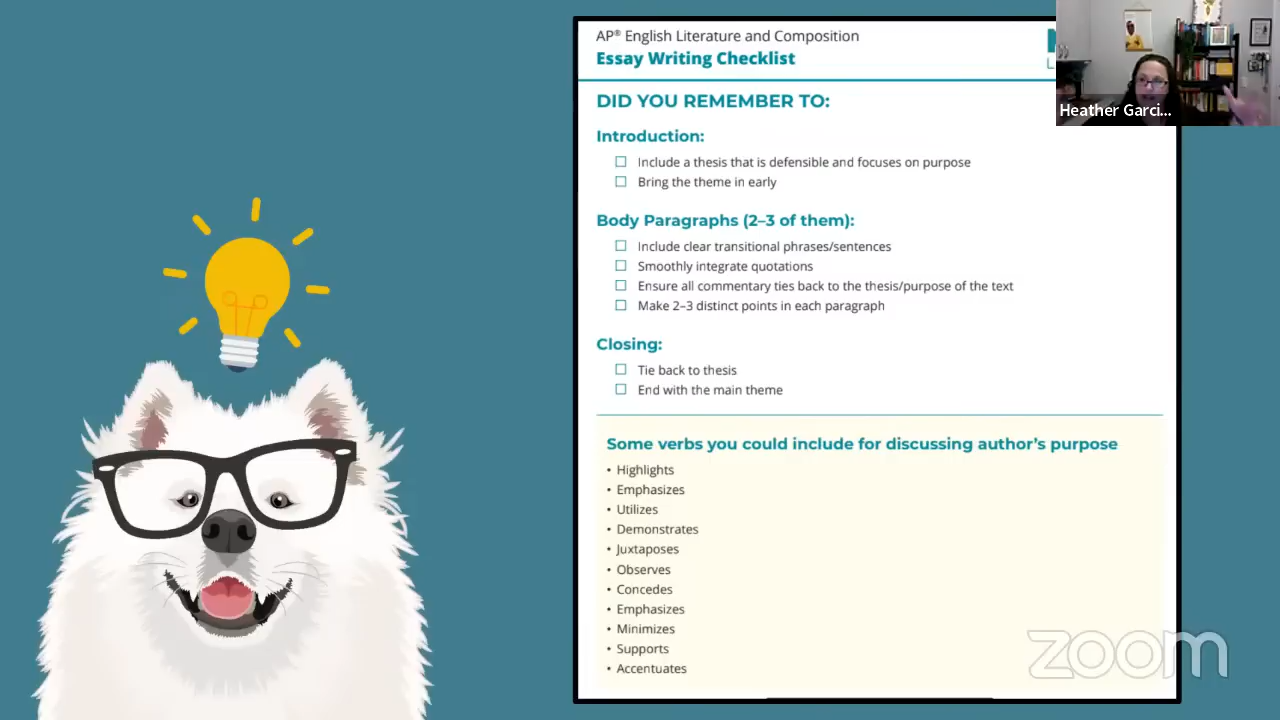 AP® English Literature and Composition
Essay Writing Checklist
DID YOU REMEMBER TO:
Introduction:
☐ Include a thesis that is defensible and focuses on purpose
☐ Bring the theme in early
Body Paragraphs (2–3 of them):
☐ Include clear transitional phrases/sentences
☐ Smoothly integrate quotations
☐ Ensure all commentary ties back to the thesis/purpose of the text
☐ Make 2–3 distinct points in each paragraph
Closing:
☐ Tie back to thesis
☐ End with the main theme
Some verbs you could include for discussing author’s purpose
• Highlights
• Emphasizes
• Utilizes
• Demonstrates
• Juxtaposes
• Observes
• Concedes
• Emphasizes
• Minimizes
• Supports
• Accentuates
Heather Garci...
zoom